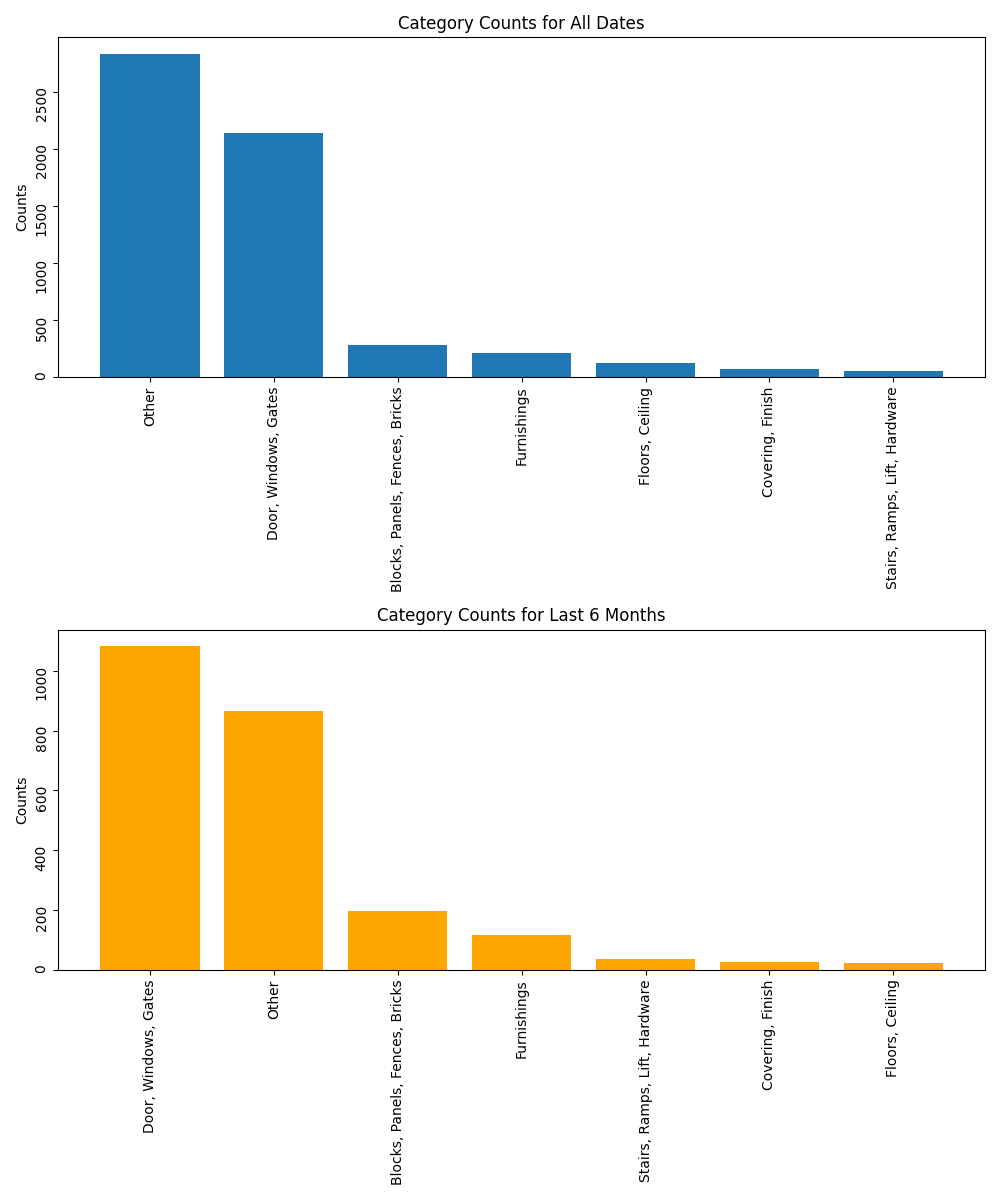 Category Counts for All Dates
Counts
2500
2000
1500
1000
500
0
Other
Door, Windows, Gates
Blocks, Panels, Fences, Bricks
Furnishings
Floors, Ceiling
Covering, Finish
Stairs, Ramps, Lift, Hardware
Category Counts for Last 6 Months
Counts
1000
800
600
400
200
0
Door, Windows, Gates
Other
Blocks, Panels, Fences, Bricks
Furnishings
Stairs, Ramps, Lift, Hardware
Covering, Finish
Floors, Ceiling